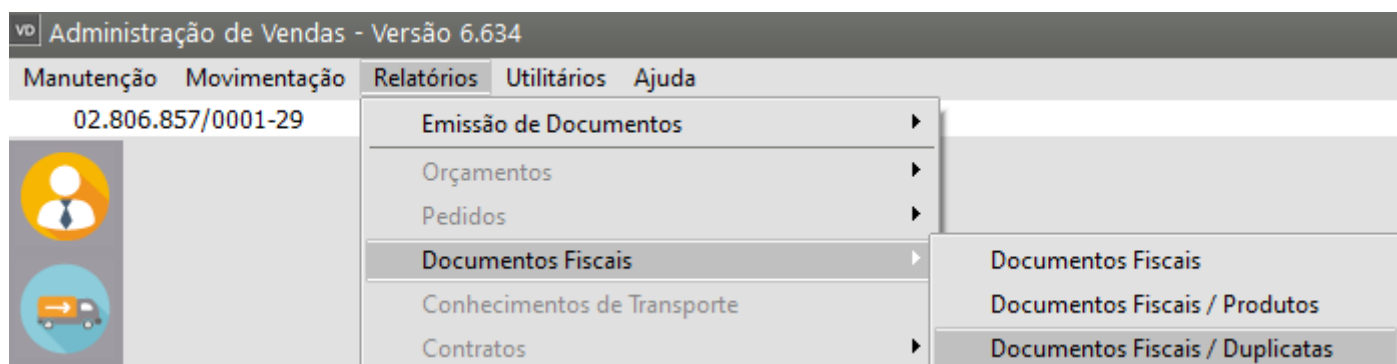 VD Administração de Vendas - Versão 6.634
Manutenção Movimentação Relatórios Utilitários Ajuda
02.806.857/0001-29
Emissão de Documentos
Orçamentos
Pedidos
Documentos Fiscais
Documentos Fiscais
Conhecimentos de Transporte
Documentos Fiscais / Produtos
Contratos
Documentos Fiscais / Duplicatas